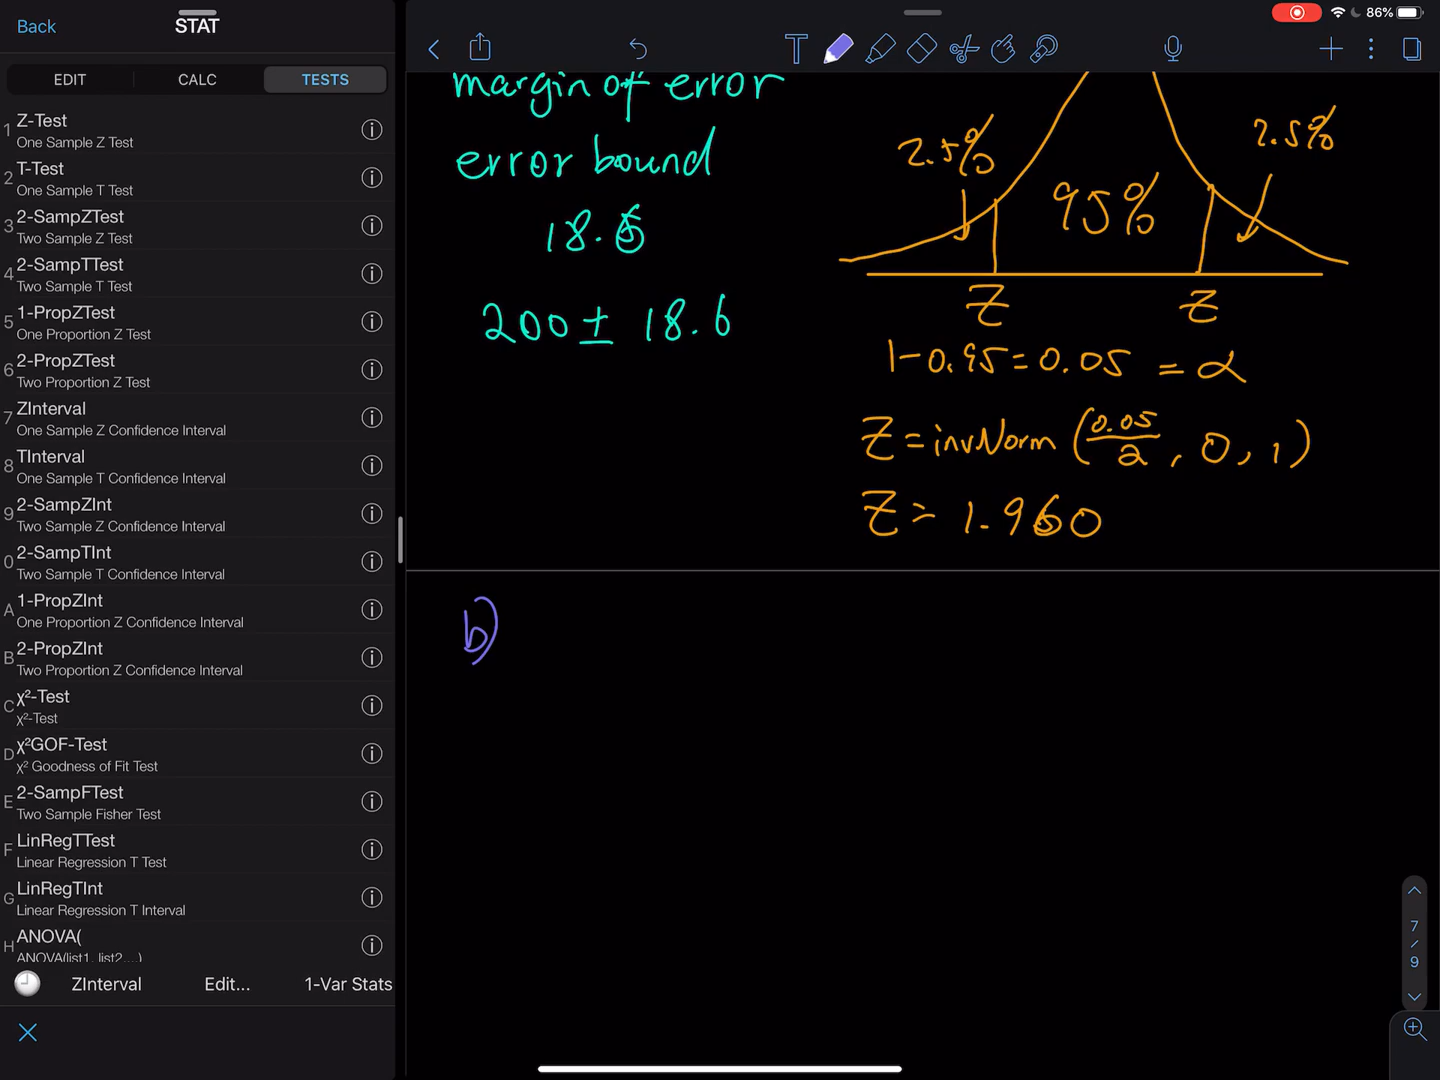 Back
STAT
86%
EDIT CALC TESTS
1 Z-Test
One Sample Z Test
2 T-Test
One Sample T Test
3 2-SampZTest
Two Sample Z Test
4 2-SampTTest
Two Sample T Test
5 1-PropZTest
One Proportion Z Test
6 2-PropZTest
Two Proportion Z Test
7 ZInterval
One Sample Z Confidence Interval
8 TInterval
One Sample T Confidence Interval
9 2-SampZInt
Two Sample Z Confidence Interval
0 2-SampTInt
Two Sample T Confidence Interval
A 1-PropZInt
One Proportion Z Confidence Interval
B 2-PropZInt
Two Proportion Z Confidence Interval
C χ²-Test
χ²-Test
D χ²GOF-Test
χ² Goodness of Fit Test
E 2-SampFTest
Two Sample Fisher Test
F LinRegTTest
Linear Regression T Test
G LinRegTInt
Linear Regression T Interval
H ANOVA(
ANOVA(list1, list2,...)
ZInterval Edit... 1-Var Stats
margin of error
error bound
18.6
200 ± 18.6
2.5% 95% 2.5%
Z Z
1-0.95=0.05 = α
Z = invNorm (0.05/2, 0, 1)
Z = 1.960
b)
7
/
9